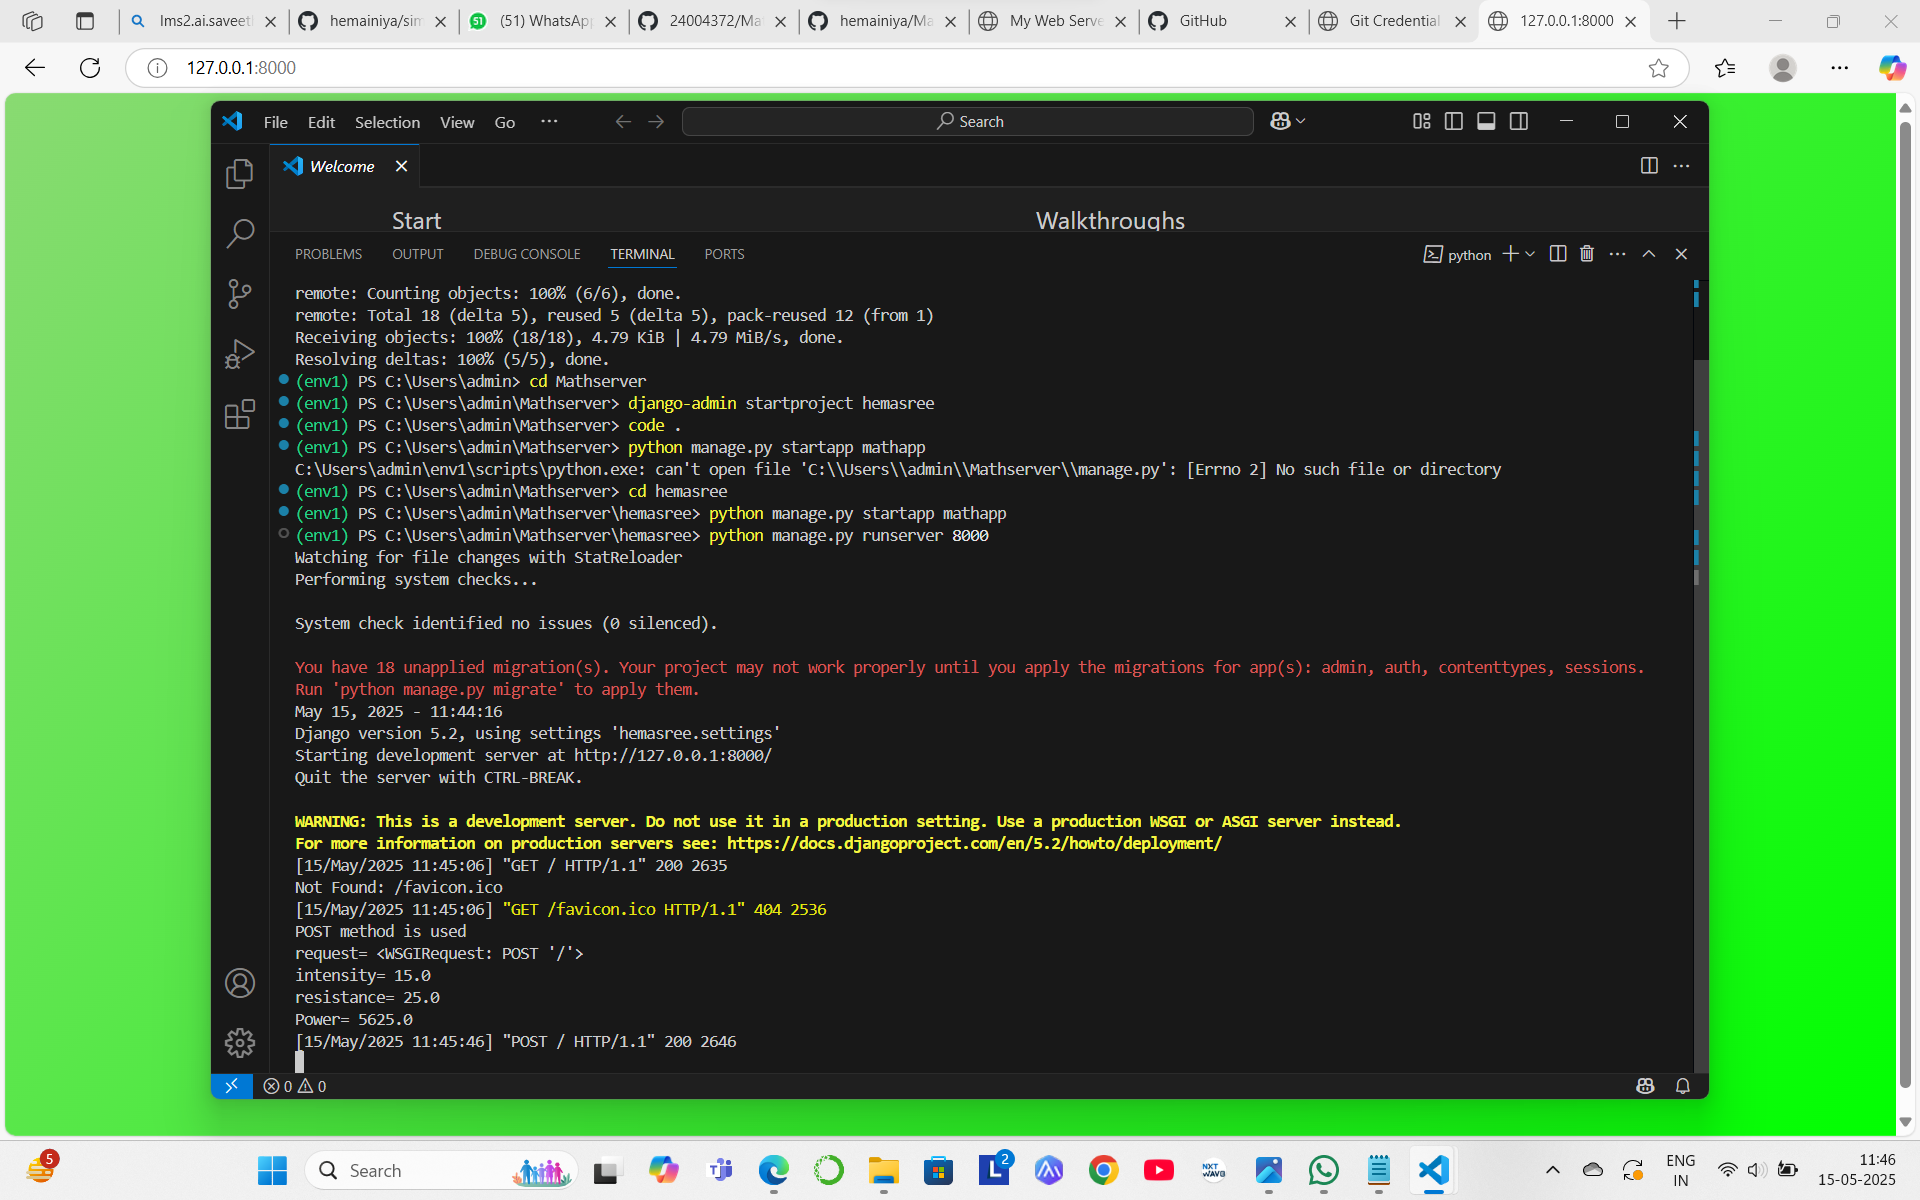 lms2.ai.saveet
hemainiya/sim
(51) WhatsApp
24004372/Ma
hemainiya/Ma
My Web Serve
GitHub
Git Credential
127.0.0.1:8000
127.0.0.1:8000
File Edit Selection View Go ··· Search
Welcome
Start Walkthroughs
PROBLEMS OUTPUT DEBUG CONSOLE TERMINAL PORTS python
remote: Counting objects: 100% (6/6), done.
remote: Total 18 (delta 5), reused 5 (delta 5), pack-reused 12 (from 1)
Receiving objects: 100% (18/18), 4.79 KiB | 4.79 MiB/s, done.
Resolving deltas: 100% (5/5), done.
(env1) PS C:\Users\admin> cd Mathserver
(env1) PS C:\Users\admin\Mathserver> django-admin startproject hemasree
(env1) PS C:\Users\admin\Mathserver> code .
(env1) PS C:\Users\admin\Mathserver> python manage.py startapp mathapp
C:\Users\admin\env1\scripts\python.exe: can't open file 'C:\\Users\\admin\\Mathserver\\manage.py': [Errno 2] No such file or directory
(env1) PS C:\Users\admin\Mathserver> cd hemasree
(env1) PS C:\Users\admin\Mathserver\hemasree> python manage.py startapp mathapp
(env1) PS C:\Users\admin\Mathserver\hemasree> python manage.py runserver 8000
Watching for file changes with StatReloader
Performing system checks...
System check identified no issues (0 silenced).
You have 18 unapplied migration(s). Your project may not work properly until you apply the migrations for app(s): admin, auth, contenttypes, sessions.
Run 'python manage.py migrate' to apply them.
May 15, 2025 - 11:44:16
Django version 5.2, using settings 'hemasree.settings'
Starting development server at http://127.0.0.1:8000/
Quit the server with CTRL-BREAK.
WARNING: This is a development server. Do not use it in a production setting. Use a production WSGI or ASGI server instead.
For more information on production servers see: https://docs.djangoproject.com/en/5.2/howto/deployment/
[15/May/2025 11:45:06] "GET / HTTP/1.1" 200 2635
Not Found: /favicon.ico
[15/May/2025 11:45:06] "GET /favicon.ico HTTP/1.1" 404 2536
POST method is used
request= <WSGIRequest: POST '/'>
intensity= 15.0
resistance= 25.0
Power= 5625.0
[15/May/2025 11:45:46] "POST / HTTP/1.1" 200 2646
0 0
5
Search
2
NXT WAVE
ENG
IN
11:46
15-05-2025